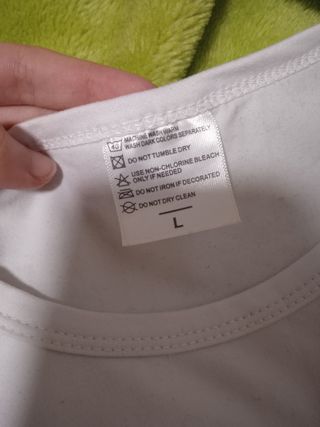 40 MACHINE WASH WARM
WASH DARK COLORS SEPARATELY
DO NOT TUMBLE DRY
USE NON-CHLORINE BLEACH
ONLY IF NEEDED
DO NOT IRON IF DECORATED
DO NOT DRY CLEAN
L